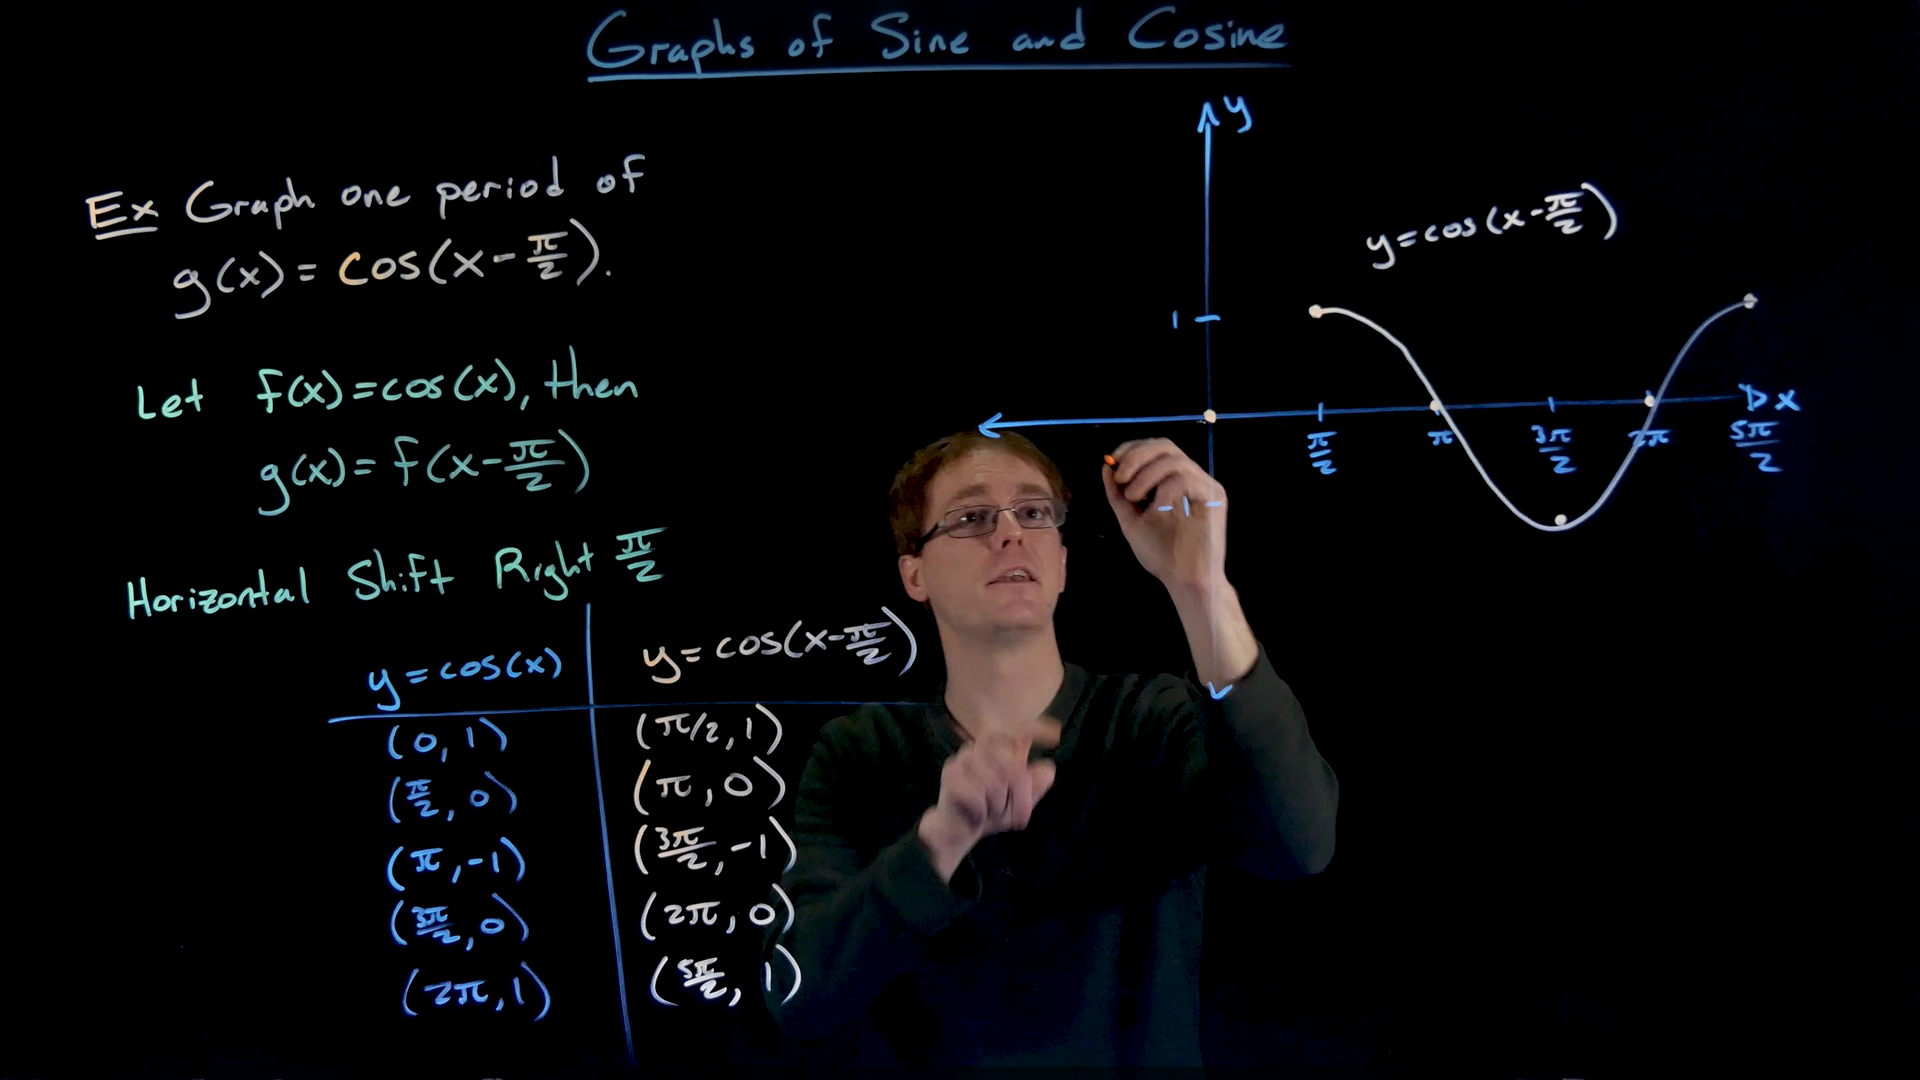 Graphs of Sine and Cosine
Ex Graph one period of
g(x) = cos(x - π/2).
Let f(x) = cos(x), then
g(x) = f(x - π/2)
Horizontal Shift Right π/2
y = cos(x)
y = cos(x - π/2)
(0, 1)
(π/2, 1)
(π/2, 0)
(π, 0)
(π, -1)
(3π/2, -1)
(3π/2, 0)
(2π, 0)
(2π, 1)
(5π/2, 1)
y
y = cos(x - π/2)
1
x
π/2
π
3π/2
2π
5π/2
-1